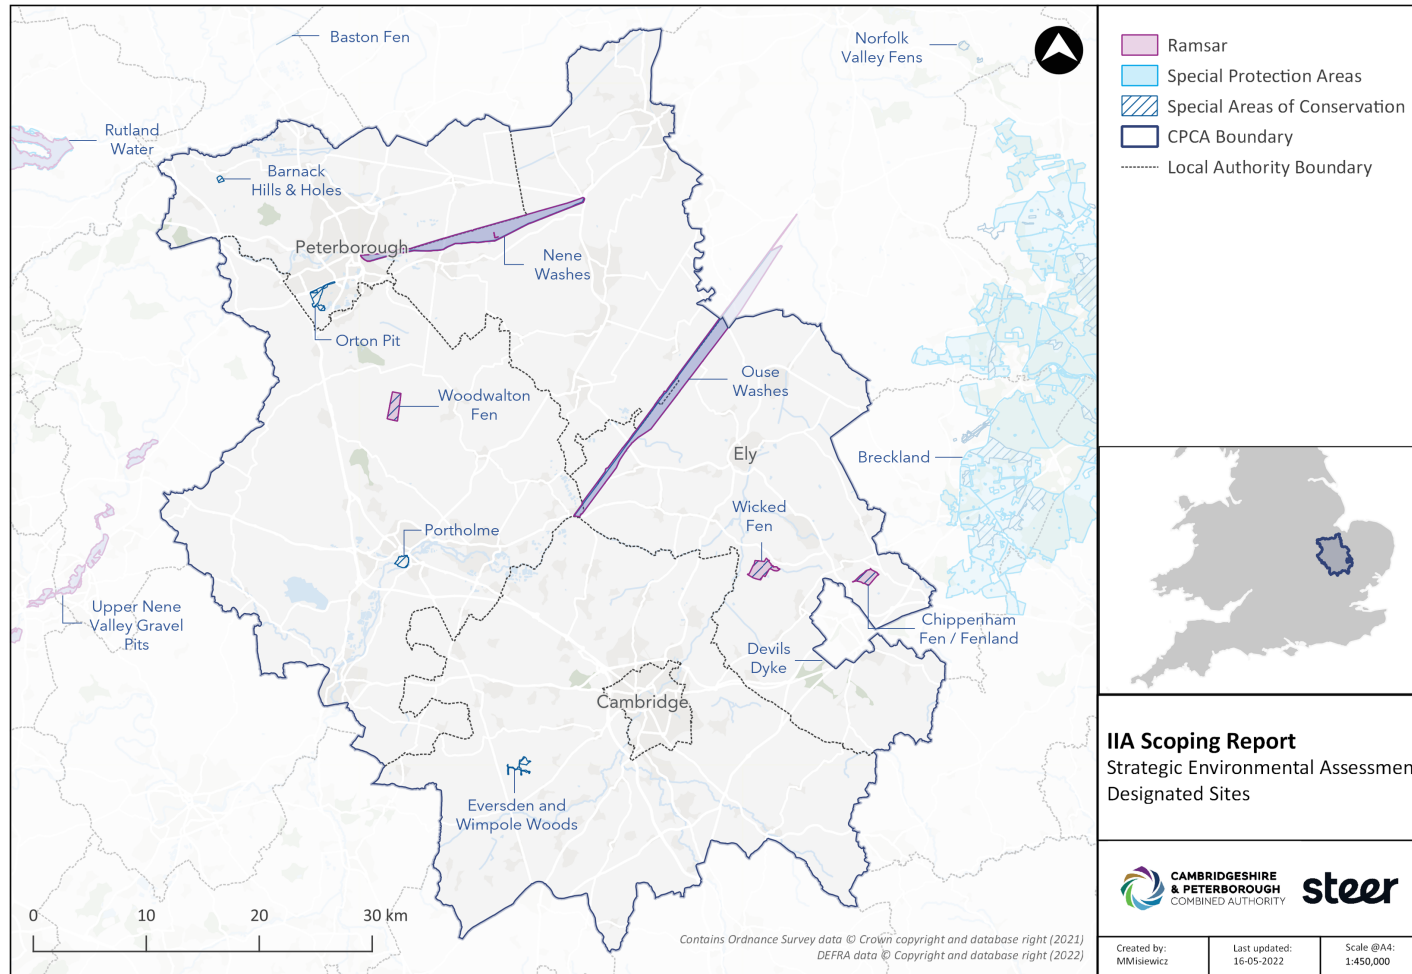 Baston Fen
Norfolk
Valley Fens
Rutland
Water
Barnack
Hills & Holes
Peterborough
Nene
Washes
Orton Pit
Woodwalton
Fen
Ouse
Washes
Ely
Breckland
Wicked
Fen
Portholme
Upper Nene
Valley Gravel
Pits
Chippenham
Fen / Fenland
Devils
Dyke
Cambridge
Eversden and
Wimpole Woods
0 10 20 30 km
Contains Ordnance Survey data © Crown copyright and database right (2021)
DEFRA data © Copyright and database right (2022)
Ramsar
Special Protection Areas
Special Areas of Conservation
CPCA Boundary
Local Authority Boundary
IIA Scoping Report
Strategic Environmental Assessmen
Designated Sites
CAMBRIDGESHIRE
& PETERBOROUGH
COMBINED AUTHORITY
steer
Created by:
MMisiewicz
Last updated:
16-05-2022
Scale @A4:
1:450,000